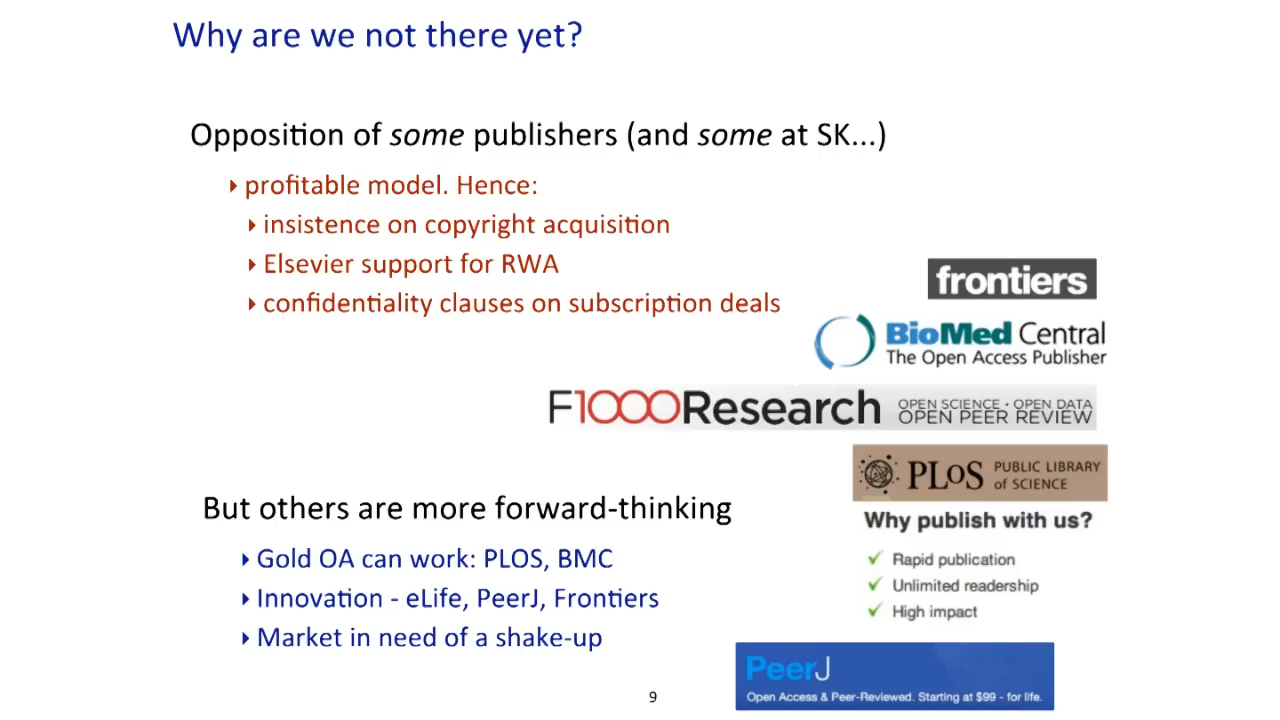 Why are we not there yet?
Opposition of some publishers (and some at SK...)
profitable model. Hence:
insistence on copyright acquisition
Elsevier support for RWA
confidentiality clauses on subscription deals
frontiers
BioMed Central
The Open Access Publisher
F1000Research OPEN SCIENCE • OPEN DATA
OPEN PEER REVIEW
PLoS PUBLIC LIBRARY
of SCIENCE
Why publish with us?
Rapid publication
Unlimited readership
High impact
But others are more forward-thinking
Gold OA can work: PLOS, BMC
Innovation - eLife, PeerJ, Frontiers
Market in need of a shake-up
PeerJ
Open Access & Peer-Reviewed. Starting at $99 - for life.
9